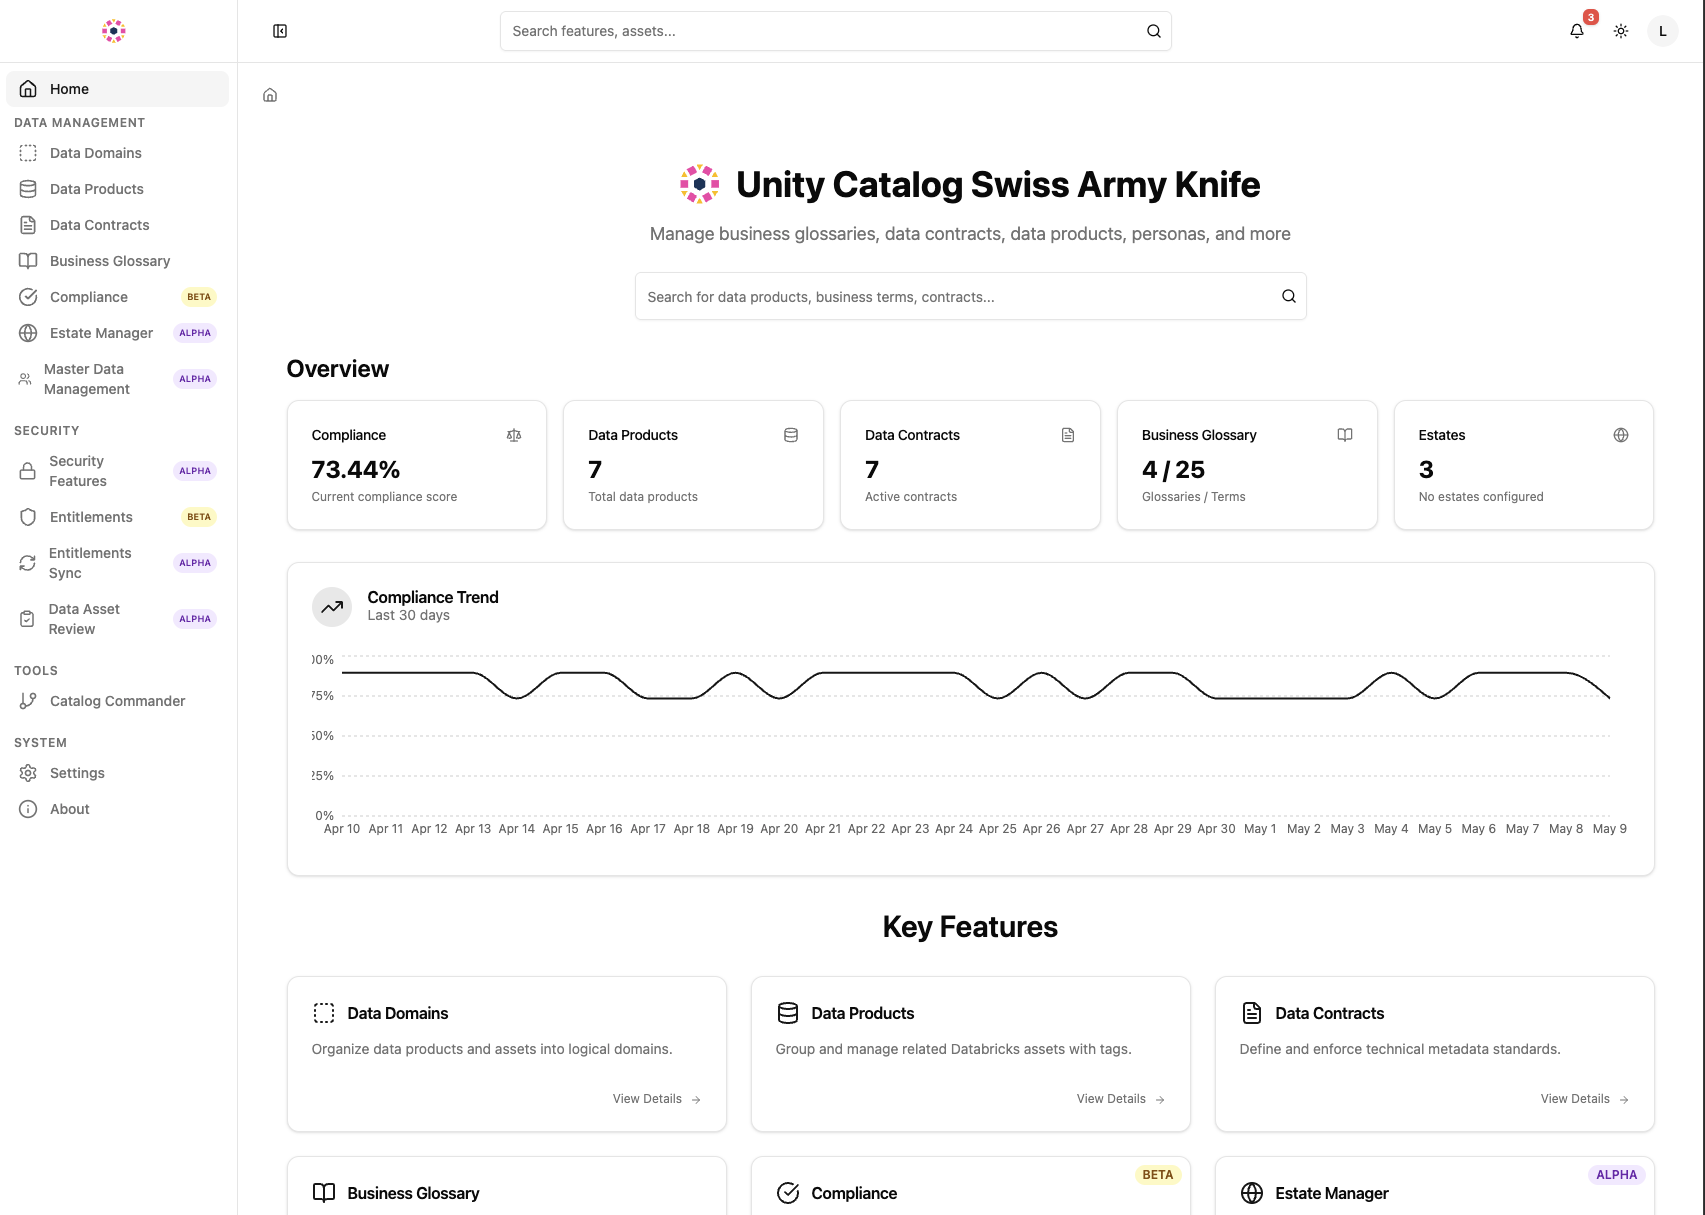 Search features, assets...
3
L
Home
DATA MANAGEMENT
Data Domains
Data Products
Data Contracts
Business Glossary
Compliance BETA
Estate Manager ALPHA
Master Data
Management ALPHA
SECURITY
Security
Features ALPHA
Entitlements BETA
Entitlements
Sync ALPHA
Data Asset
Review ALPHA
TOOLS
Catalog Commander
SYSTEM
Settings
About
Unity Catalog Swiss Army Knife
Manage business glossaries, data contracts, data products, personas, and more
Search for data products, business terms, contracts...
Overview
Compliance
73.44%
Current compliance score
Data Products
7
Total data products
Data Contracts
7
Active contracts
Business Glossary
4 / 25
Glossaries / Terms
Estates
3
No estates configured
Compliance Trend
Last 30 days
00%
75%
50%
25%
0%
Apr 10 Apr 11 Apr 12 Apr 13 Apr 14 Apr 15 Apr 16 Apr 17 Apr 18 Apr 19 Apr 20 Apr 21 Apr 22 Apr 23 Apr 24 Apr 25 Apr 26 Apr 27 Apr 28 Apr 29 Apr 30 May 1 May 2 May 3 May 4 May 5 May 6 May 7 May 8 May 9
Key Features
Data Domains
Organize data products and assets into logical domains.
View Details →
Data Products
Group and manage related Databricks assets with tags.
View Details →
Data Contracts
Define and enforce technical metadata standards.
View Details →
Business Glossary
BETA
Compliance
ALPHA
Estate Manager